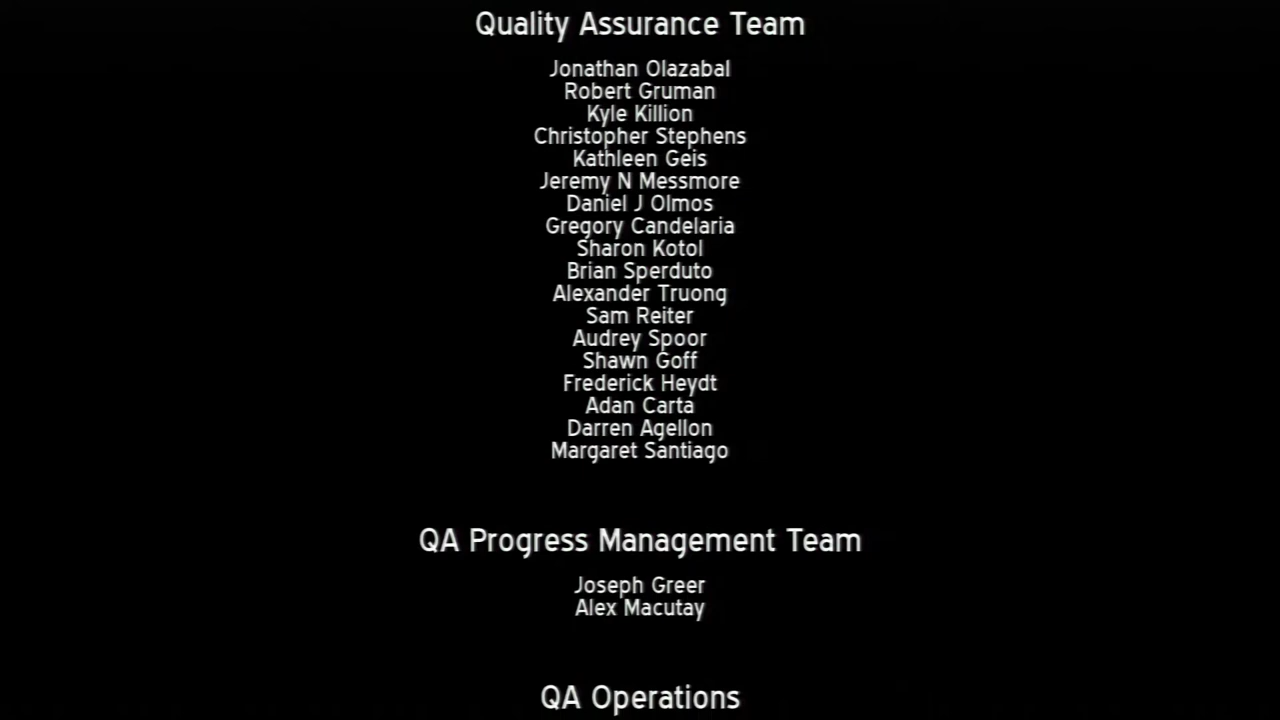 Quality Assurance Team
Jonathan Olazabal
Robert Gruman
Kyle Killion
Christopher Stephens
Kathleen Geis
Jeremy N Messmore
Daniel J Olmos
Gregory Candelaria
Sharon Kotol
Brian Sperduto
Alexander Truong
Sam Reiter
Audrey Spoor
Shawn Goff
Frederick Heydt
Adan Carta
Darren Agellon
Margaret Santiago
QA Progress Management Team
Joseph Greer
Alex Macutay
QA Operations